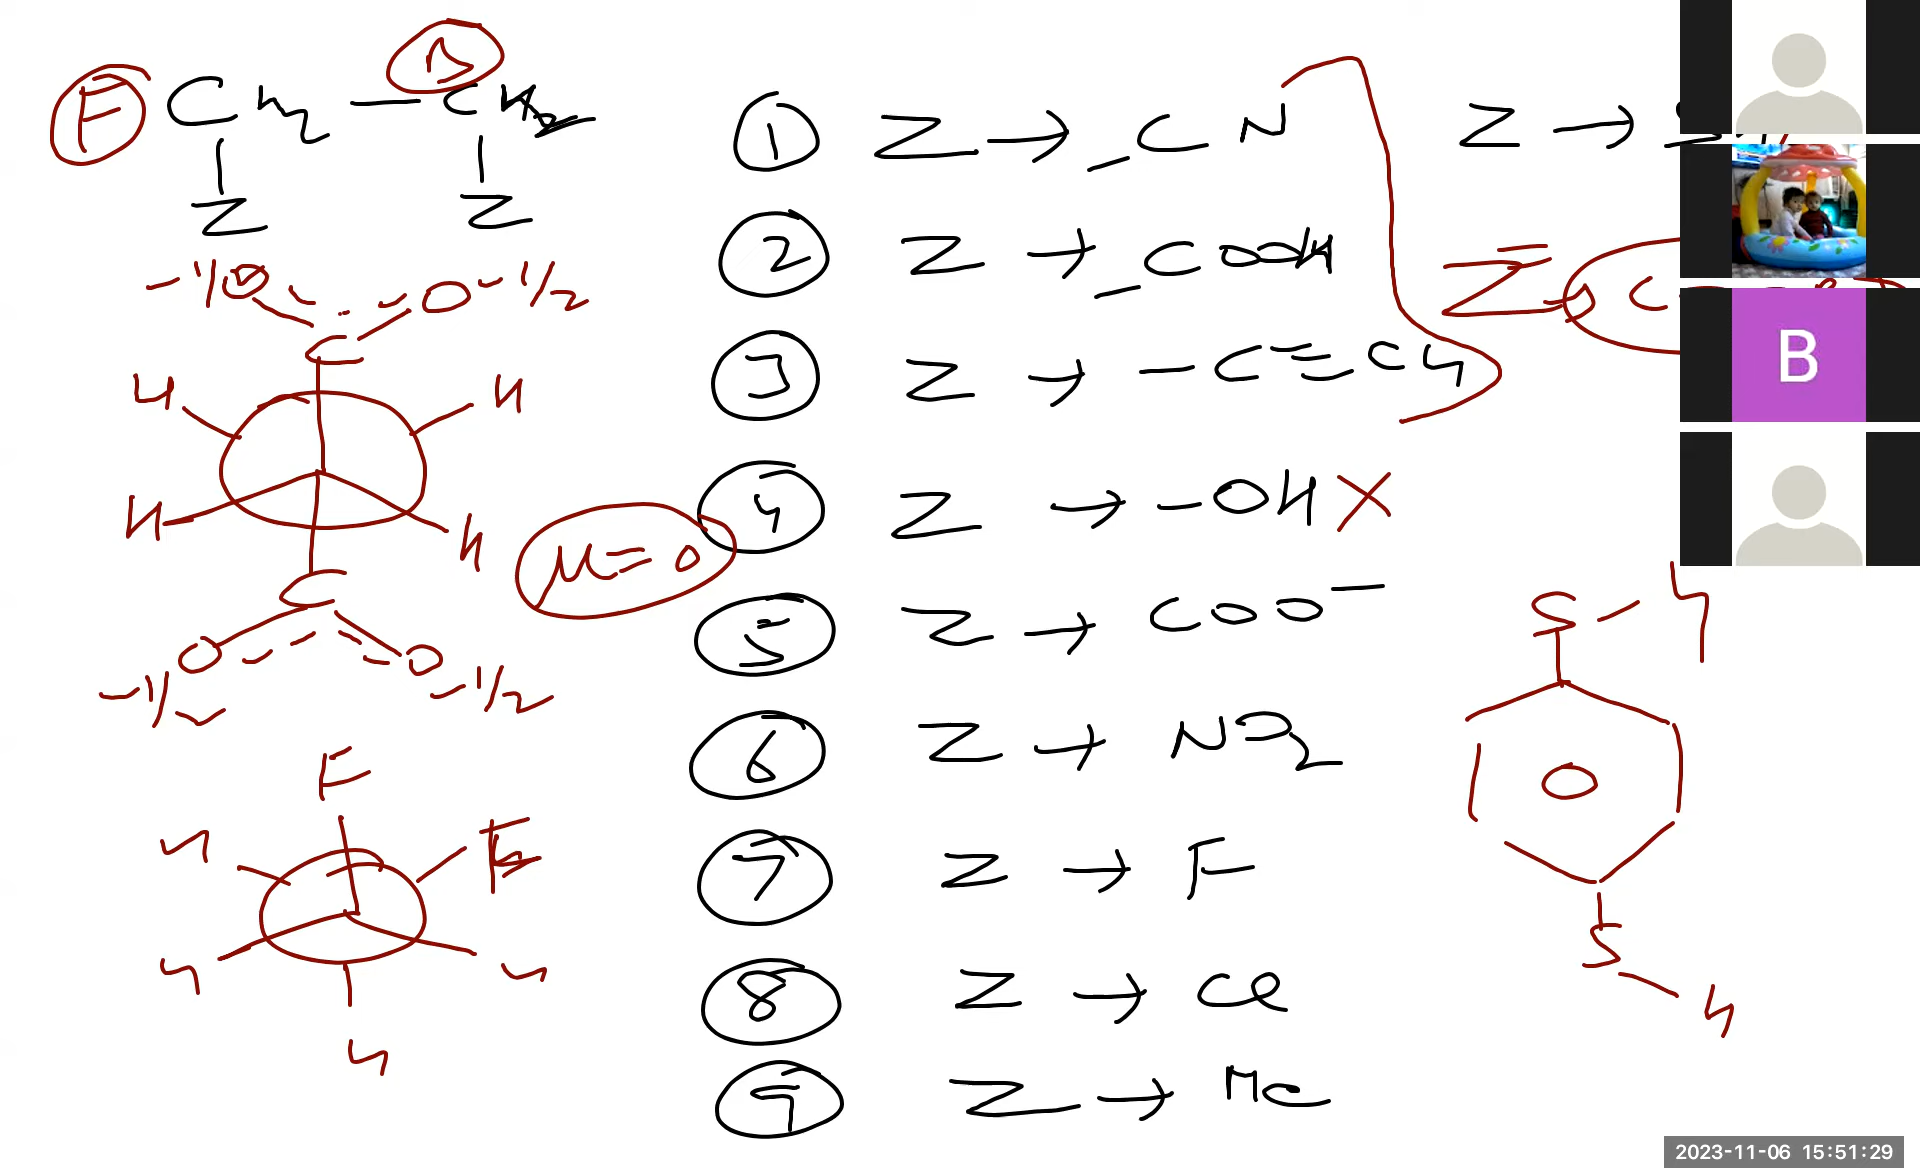 F CH2 — CH2
Z Z
① Z → –CN
② Z → –COOH
③ Z → –C≡CH
④ Z → –OH X
⑤ Z → COO–
⑥ Z → NO2
⑦ Z → F
⑧ Z → Cl
⑨ Z → Me
-1/2 O O -1/2
C
H H
H H
C
O O
-1/2 -1/2
μ=0
F
H F
H H
H
Z →
Z
B
S–H
S
H
2023-11-06 15:51:29